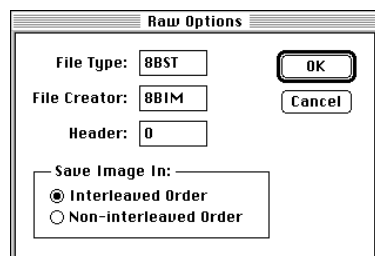 Raw Options
File Type: 8BST
File Creator: 8BIM
Header: 0
OK
Cancel
Save Image In:
Interleaved Order
Non-interleaved Order